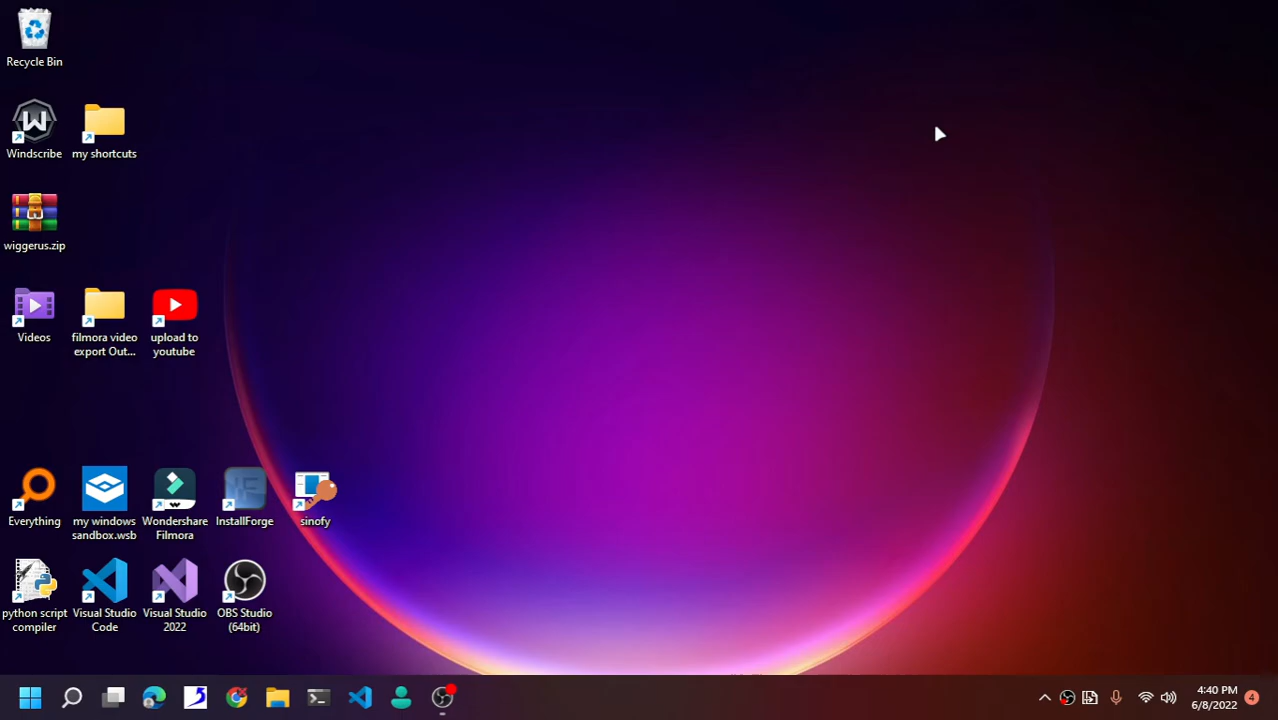 Recycle Bin
Windscribe
my shortcuts
wiggerus.zip
Videos
filmora video
export Out...
upload to
youtube
Everything
my windows
sandbox.wsb
Wondershare
Filmora
InstallForge
sinofy
python script
compiler
Visual Studio
Code
Visual Studio
2022
OBS Studio
(64bit)
4:40 PM
6/8/2022
4